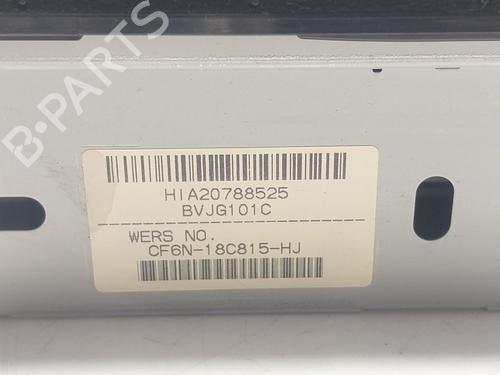 B-PARTS
HIA20788525
BVJG101C
WERS NO.
CF6N-18C815-HJ